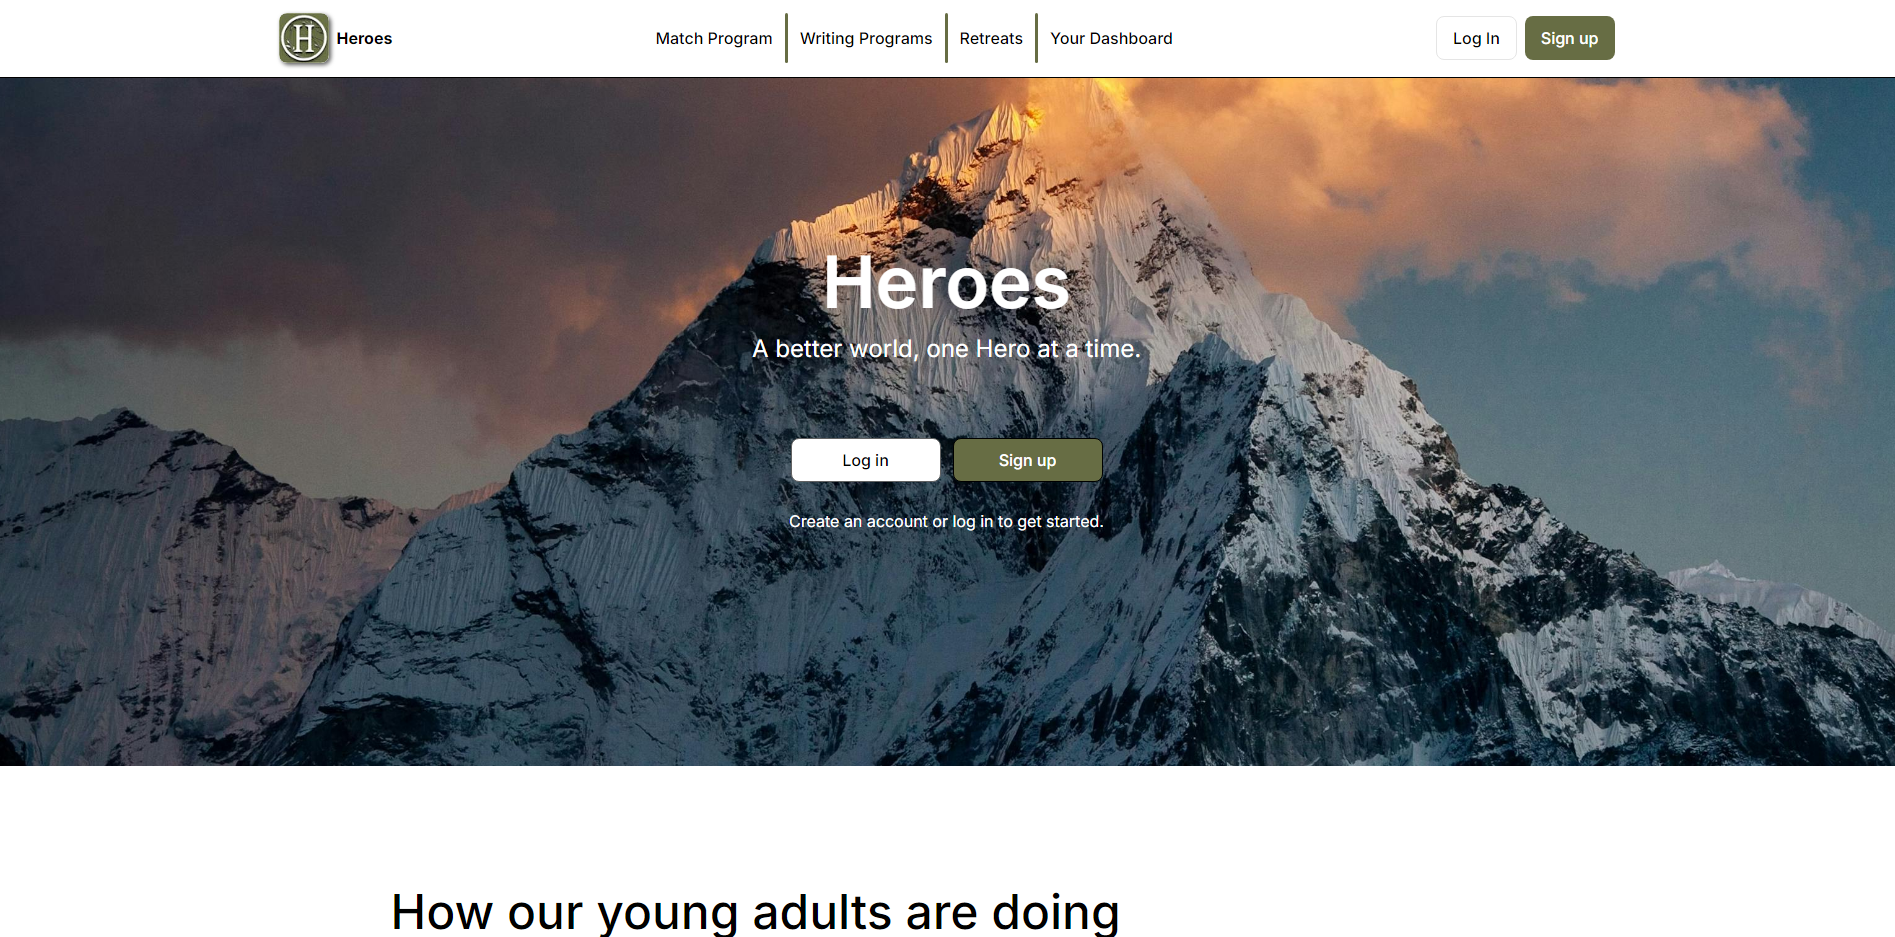 H Heroes
Match Program
Writing Programs
Retreats
Your Dashboard
Log In
Sign up
Heroes
A better world, one Hero at a time.
Log in
Sign up
Create an account or log in to get started.
How our young adults are doing